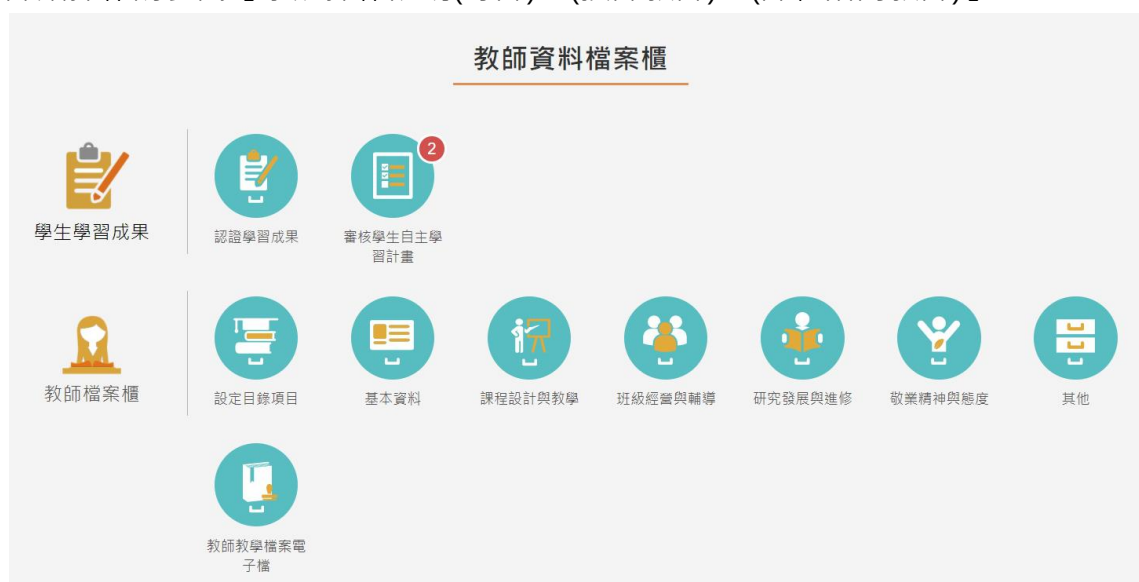 教師資料檔案櫃
2
學生學習成果
認證學習成果
審核學生自主學
習計畫
教師檔案櫃
設定目錄項目
基本資料
課程設計與教學
班級經營與輔導
研究發展與進修
敬業精神與態度
其他
教師教學檔案電
子檔